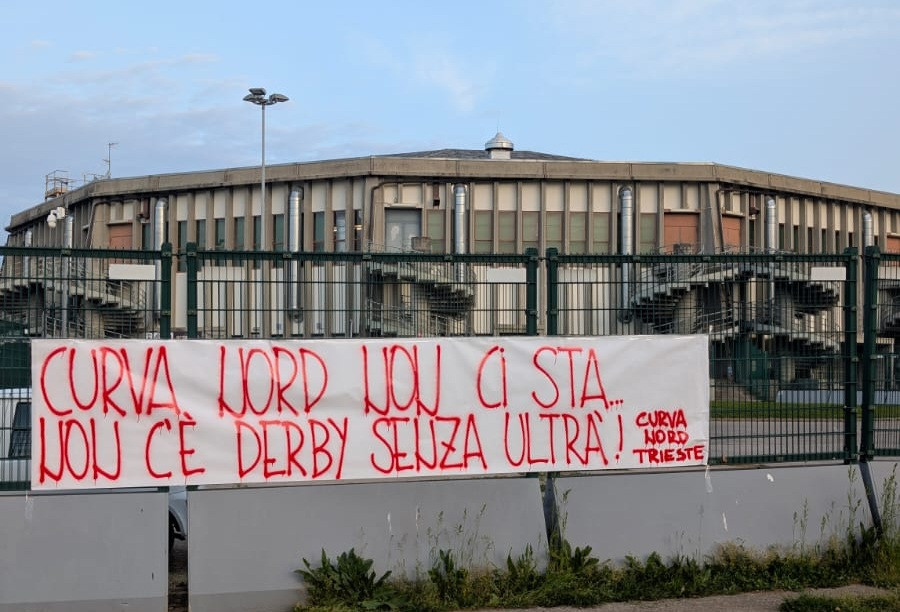 CURVA NORD NON CI STA...
NON C'È DERBY SENZA ULTRÀ!
CURVA
NORD
TRIESTE